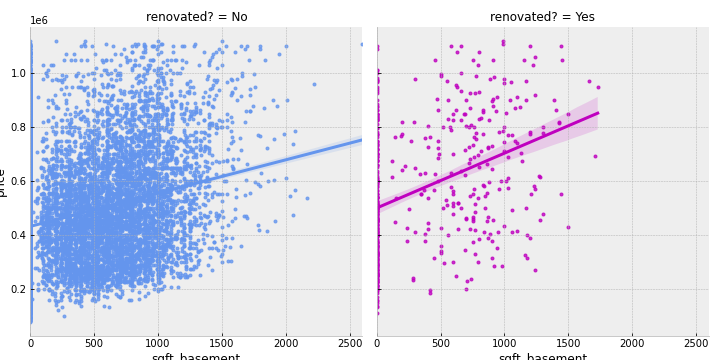 renovated? = No
renovated? = Yes
1e6
1.0
0.8
0.6
0.4
0.2
price
0 500 1000 1500 2000 2500
0 500 1000 1500 2000 2500
sqft_basement
sqft_basement